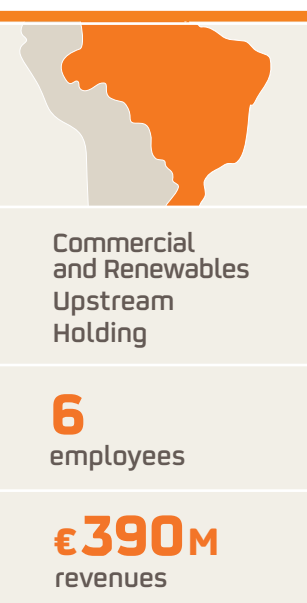 Commercial
and Renewables
Upstream
Holding
6
employees
€390M
revenues